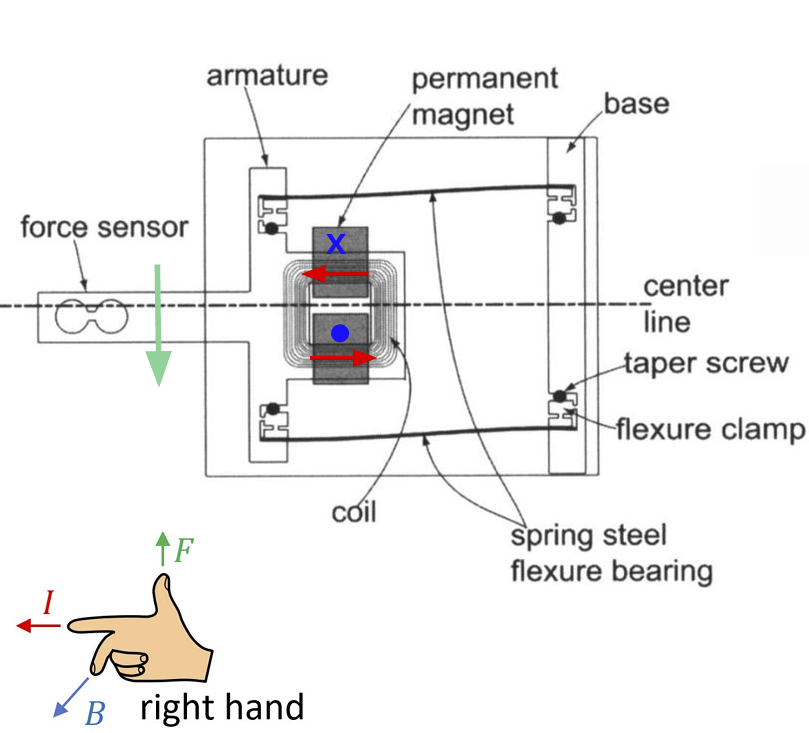 armature
permanent
magnet
base
force sensor
X
center
line
taper screw
flexure clamp
coil
spring steel
flexure bearing
F
I
B
right hand